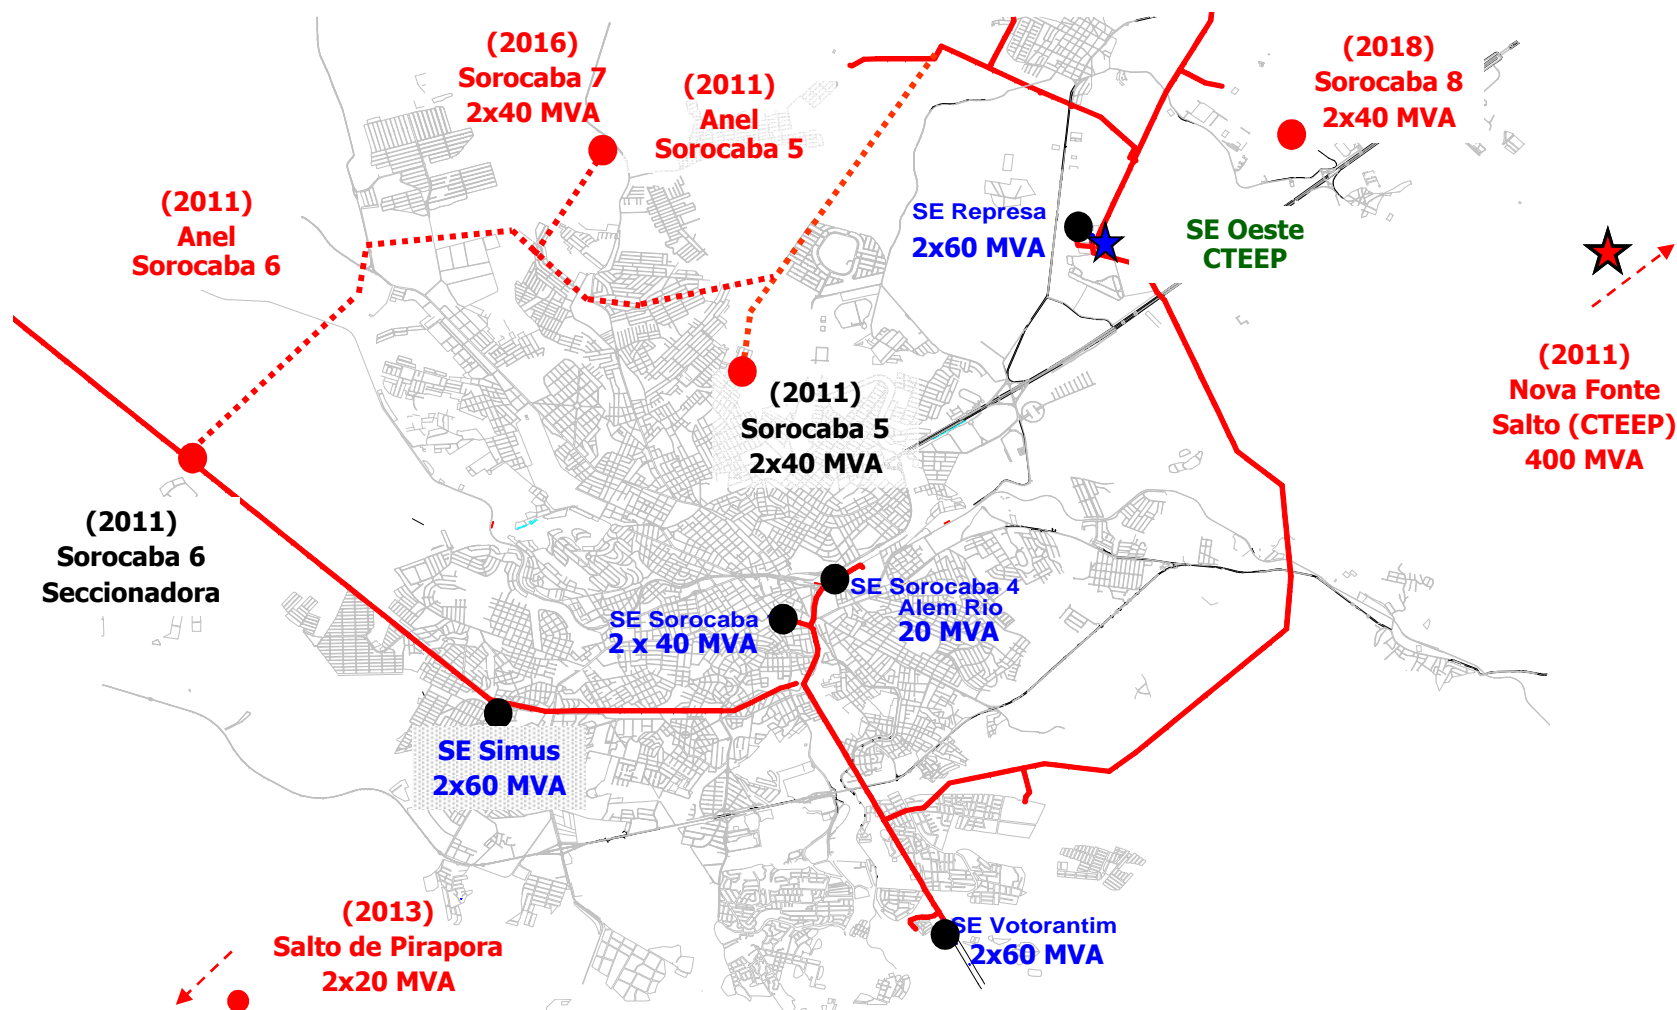 (2016)
Sorocaba 7
2x40 MVA
(2011)
Anel
Sorocaba 5
(2018)
Sorocaba 8
2x40 MVA
(2011)
Anel
Sorocaba 6
SE Represa
2x60 MVA
SE Oeste
CTEEP
(2011)
Nova Fonte
Salto (CTEEP)
400 MVA
(2011)
Sorocaba 5
2x40 MVA
(2011)
Sorocaba 6
Seccionadora
SE Sorocaba 4
Alem Rio
20 MVA
SE Sorocaba
2 x 40 MVA
SE Simus
2x60 MVA
(2013)
Salto de Pirapora
2x20 MVA
SE Votorantim
2x60 MVA